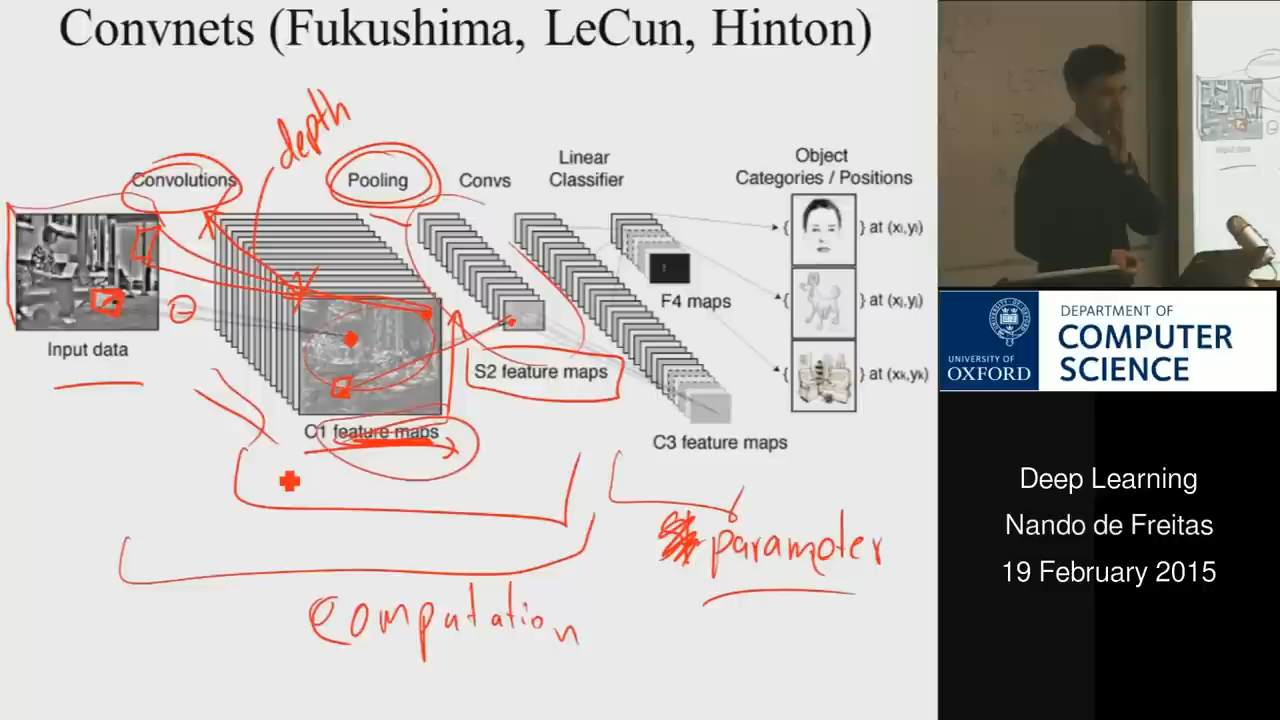 Convnets (Fukushima, LeCun, Hinton)
depth
Convolutions
Pooling
Convs
Linear
Classifier
Object
Categories / Positions
{ } at (xi,yi)
{ } at (xj,yj)
{ } at (xk,yk)
Input data
C1 feature maps
S2 feature maps
C3 feature maps
F4 maps
parameter
computation
UNIVERSITY OF
OXFORD
DEPARTMENT OF
COMPUTER
SCIENCE
Deep Learning
Nando de Freitas
19 February 2015